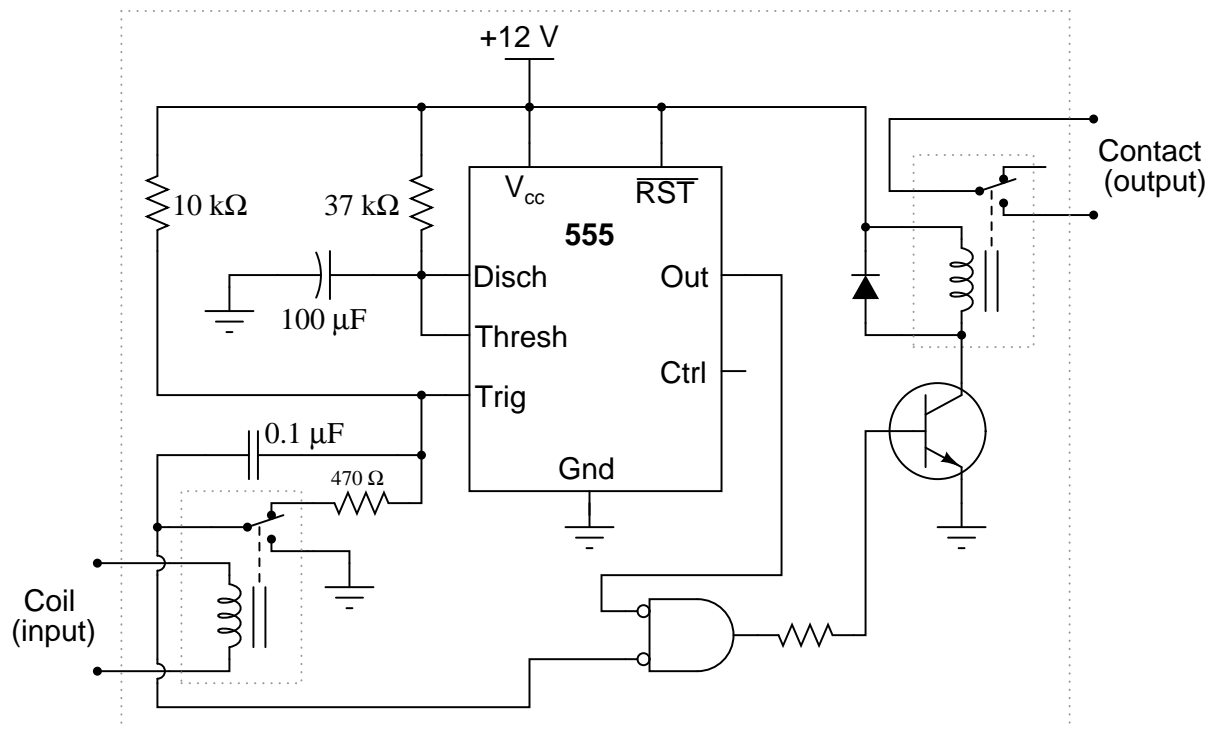 +12 V
10 kΩ
37 kΩ
Vcc
RST
555
Contact
(output)
Disch
Out
100 μF
Thresh
Ctrl
Trig
0.1 μF
470 Ω
Gnd
Coil
(input)